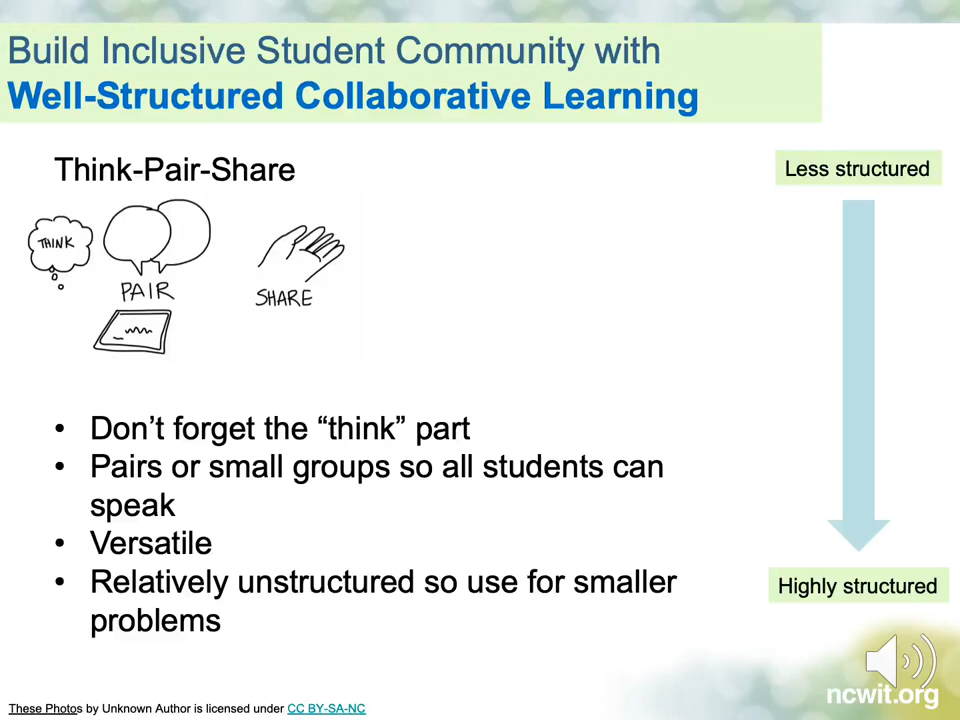 Build Inclusive Student Community with
Well-Structured Collaborative Learning
Think-Pair-Share
THINK
PAIR
SHARE
Less structured
• Don’t forget the “think” part
• Pairs or small groups so all students can
speak
• Versatile
• Relatively unstructured so use for smaller
problems
Highly structured
ncwit.org
These Photos by Unknown Author is licensed under CC BY-SA-NC